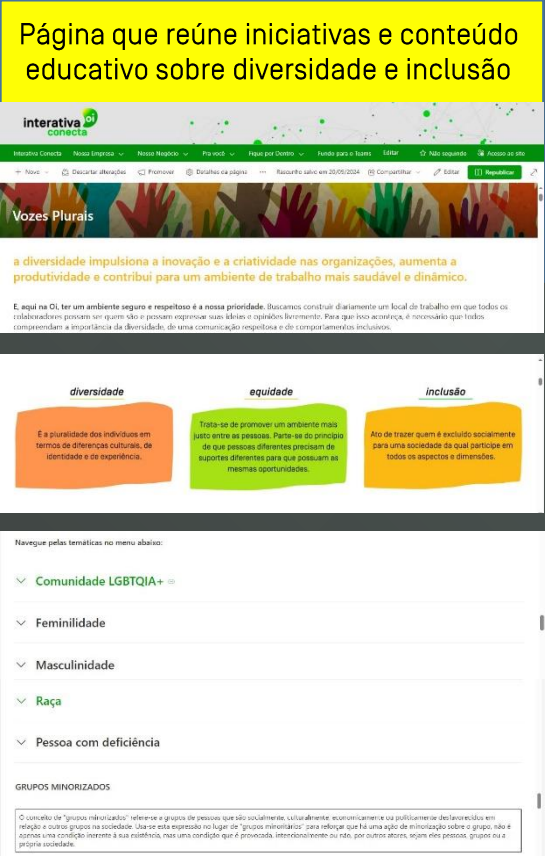 Página que reúne iniciativas e conteúdo
educativo sobre diversidade e inclusão
interativa oi
conecta
Interativa Conecta Nossa Empresa Nosso Negócio Pra você Fique por Dentro Fundo para o Teams Editar Não seguindo Acesso ao site
+ Novo Descartar alterações Promover Detalhes da página ... Rascunho salvo em 20/05/2024 Compartilhar Editar Republicar
Vozes Plurais
a diversidade impulsiona a inovação e a criatividade nas organizações, aumenta a
produtividade e contribui para um ambiente de trabalho mais saudável e dinâmico.
E, aqui na Oi, ter um ambiente seguro e respeitoso é a nossa prioridade. Buscamos construir diariamente um local de trabalho em que todos os
colaboradores possam ser quem são e possam expressar suas ideias e opiniões livremente. Para que isso aconteça, é necessário que todos
compreendam a importância da diversidade, de uma comunicação respeitosa e de comportamentos inclusivos.
diversidade
É a pluralidade dos indivíduos em
termos de diferenças culturais, de
identidade e de experiência.
equidade
Trata-se de promover um ambiente mais
justo entre as pessoas. Parte-se do princípio
de que pessoas diferentes precisam de
suportes diferentes para que possuam as
mesmas oportunidades.
inclusão
Ato de trazer quem é excluído socialmente
para uma sociedade da qual participe em
todos os aspectos e dimensões.
Navegue pelas temáticas no menu abaixo:
Comunidade LGBTQIA+
Feminilidade
Masculinidade
Raça
Pessoa com deficiência
GRUPOS MINORIZADOS
O conceito de "grupos minorizados" refere-se a grupos de pessoas que são socialmente, culturalmente, economicamente ou politicamente desfavorecidos em
relação a outros grupos na sociedade. Usa-se esta expressão no lugar de "grupos minoritários" para reforçar que há uma ação de minorização sobre o grupo, não é
apenas uma condição inerente à sua existência, mas uma condição que é provocada, intencionalmente ou não, por outros atores, sejam eles pessoas, grupos ou a
própria sociedade.